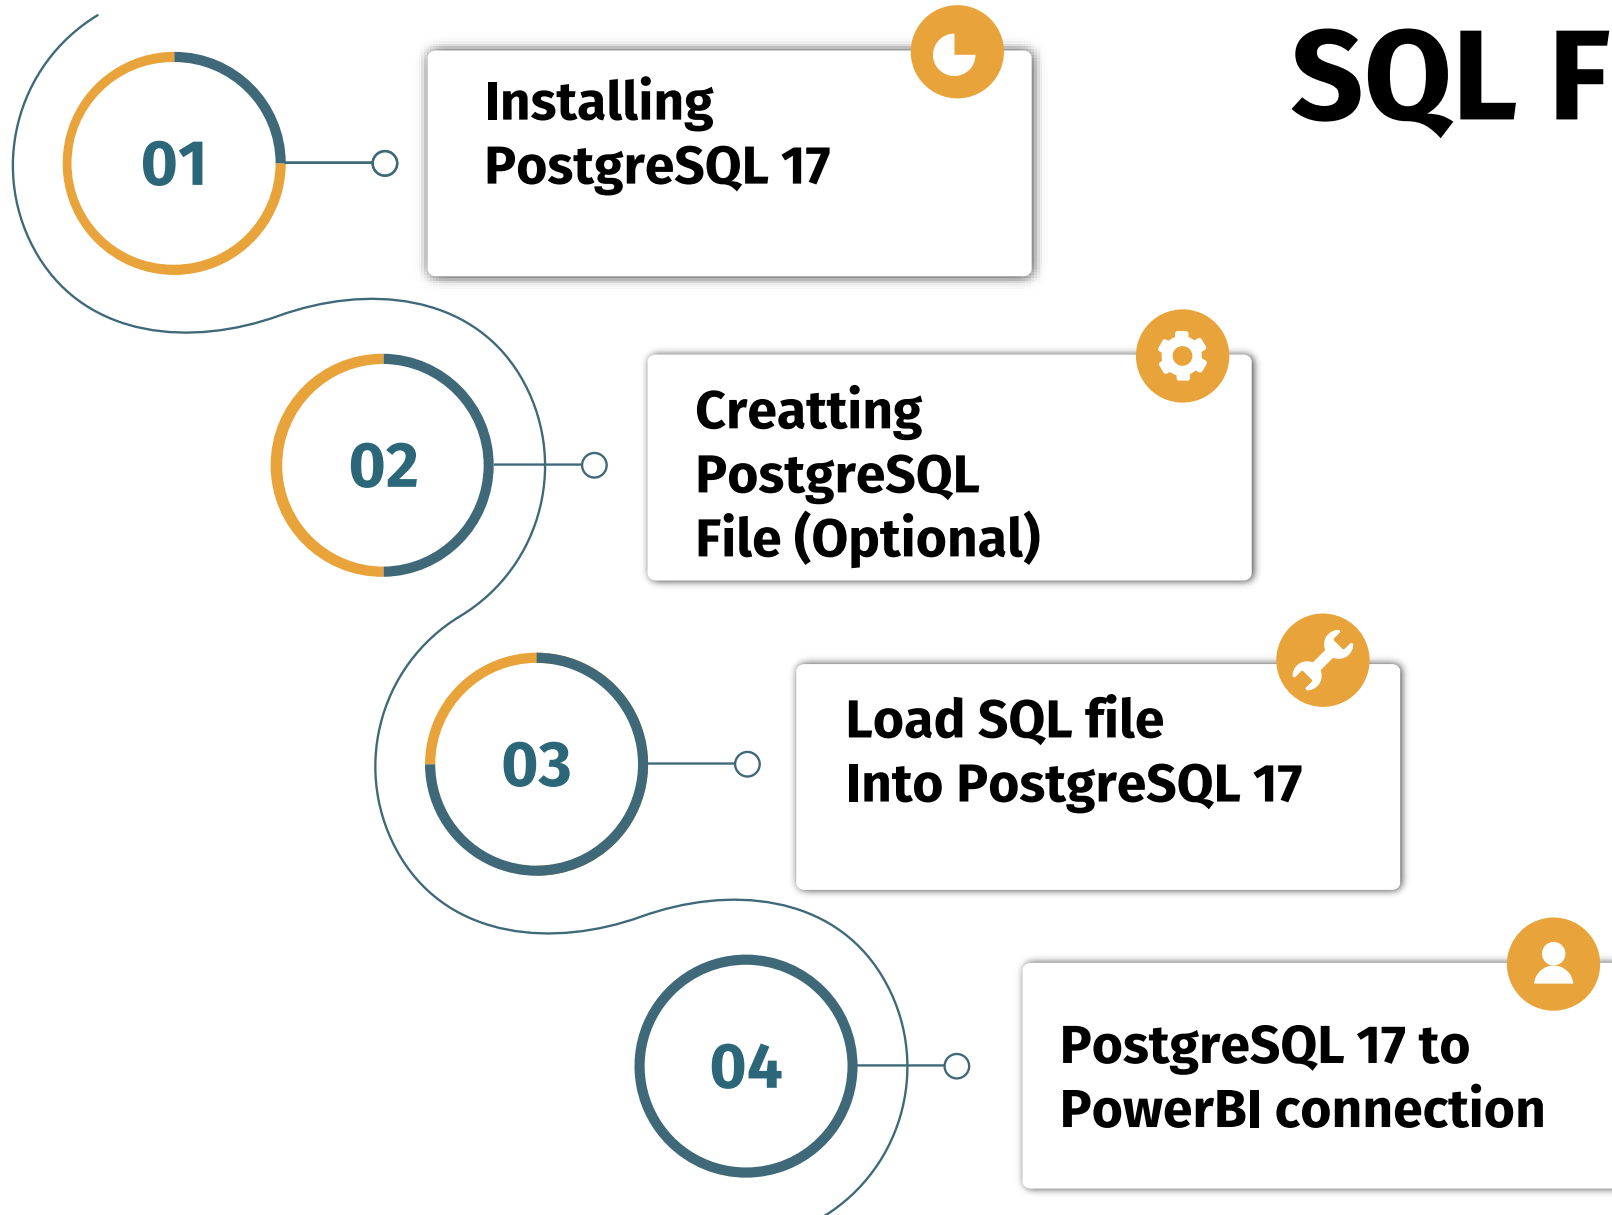 SQL F
01
Installing
PostgreSQL 17
02
Creatting
PostgreSQL
File (Optional)
03
Load SQL file
Into PostgreSQL 17
04
PostgreSQL 17 to
PowerBI connection